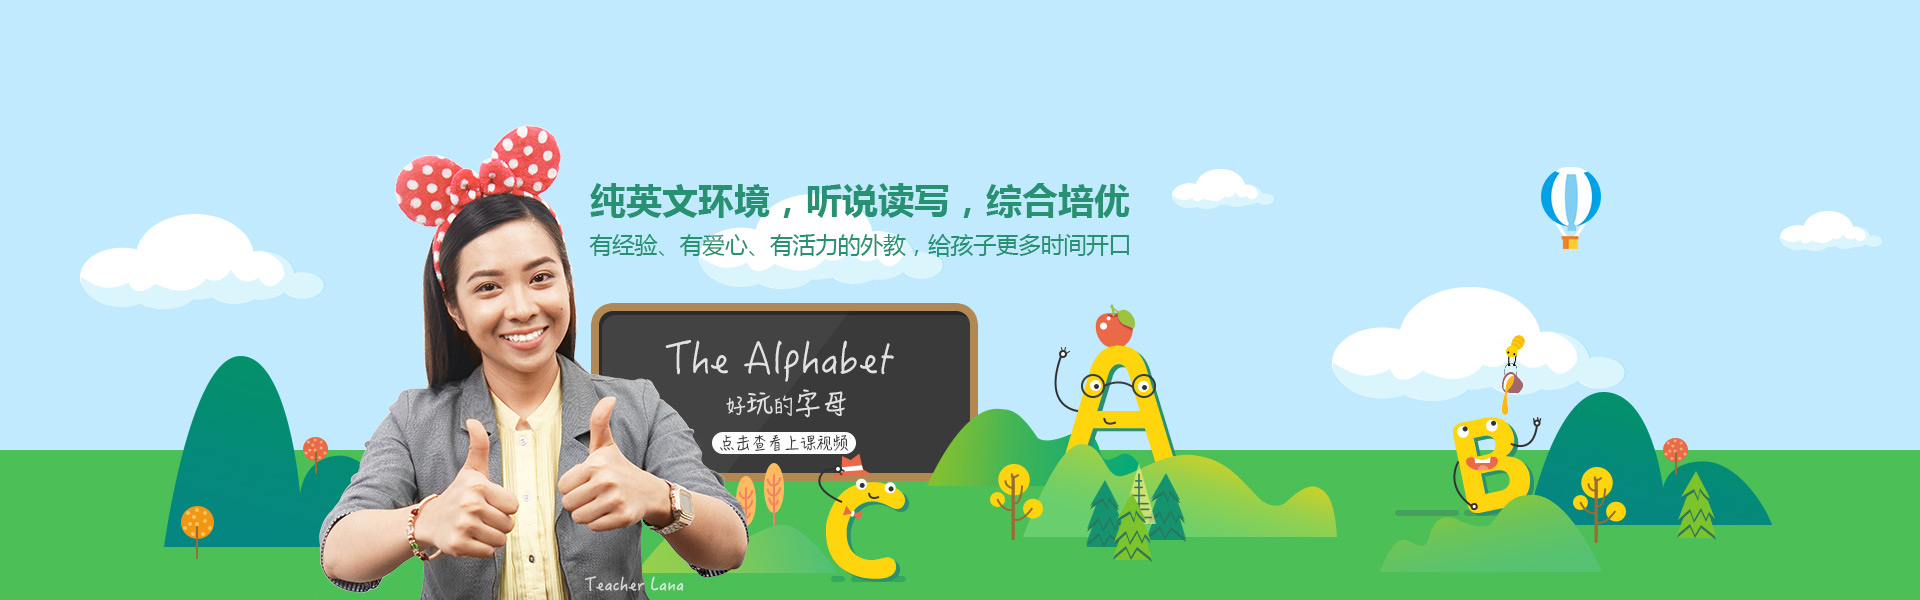 纯英文环境，听说读写，综合培优
有经验、有爱心、有活力的外教，给孩子更多时间开口
The Alphabet
好玩的字母
点击查看上课视频
Teacher Lana